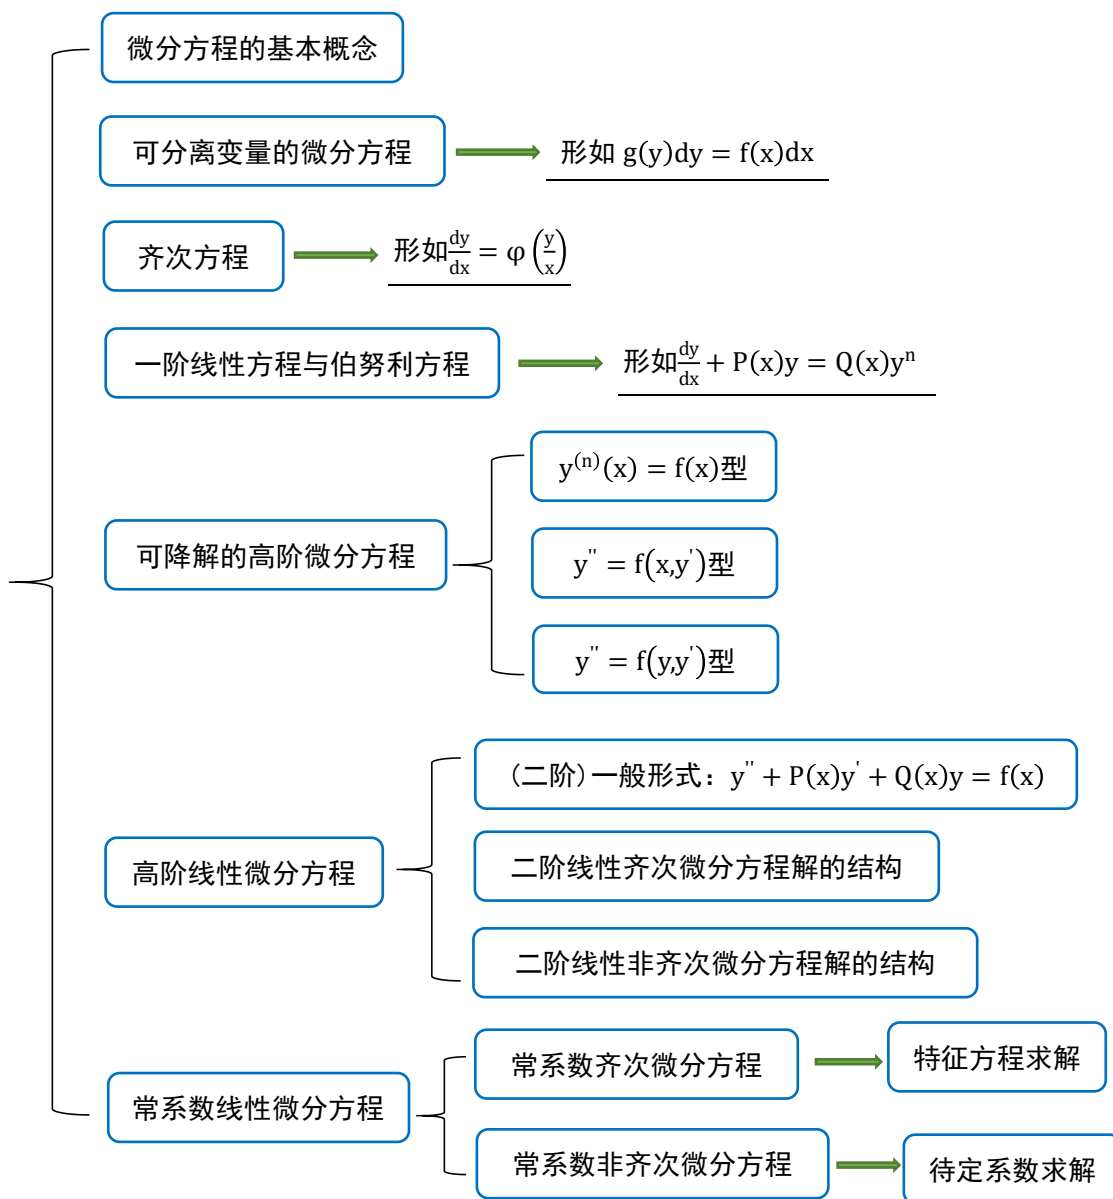 微分方程的基本概念
可分离变量的微分方程
形如 g(y)dy = f(x)dx
齐次方程
形如 dy/dx = φ(y/x)
一阶线性方程与伯努利方程
形如 dy/dx + P(x)y = Q(x)yⁿ
y⁽ⁿ⁾(x) = f(x)型
可降解的高阶微分方程
y'' = f(x,y')型
y'' = f(y,y')型
(二阶)一般形式：y'' + P(x)y' + Q(x)y = f(x)
高阶线性微分方程
二阶线性齐次微分方程解的结构
二阶线性非齐次微分方程解的结构
常系数齐次微分方程
特征方程求解
常系数线性微分方程
常系数非齐次微分方程
待定系数求解